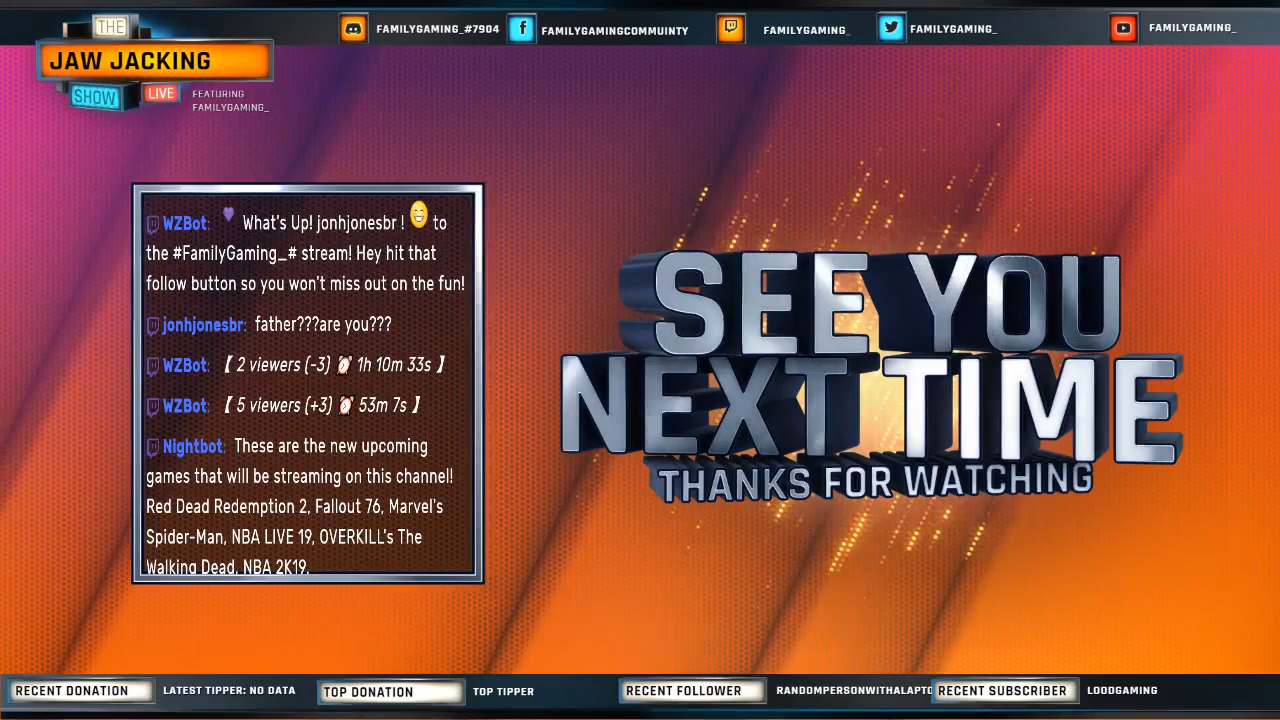 THE
JAW JACKING
SHOW LIVE
FEATURING
FAMILYGAMING_
FAMILYGAMING_#7904
FAMILYGAMINGCOMMUINTY
FAMILYGAMING_
FAMILYGAMING_
FAMILYGAMING_
WZBot: What's Up! jonhjonesbr ! to
the #FamilyGaming_# stream! Hey hit that
follow button so you won't miss out on the fun!
jonhjonesbr: father???are you???
WZBot: 【 2 viewers (-3) ⏰ 1h 10m 33s 】
WZBot: 【 5 viewers (+3) ⏰ 53m 7s 】
Nightbot: These are the new upcoming
games that will be streaming on this channel!
Red Dead Redemption 2, Fallout 76, Marvel's
Spider-Man, NBA LIVE 19, OVERKILL's The
Walking Dead, NBA 2K19.
SEE YOU
NEXT TIME
THANKS FOR WATCHING
RECENT DONATION LATEST TIPPER: NO DATA
TOP DONATION TOP TIPPER
RECENT FOLLOWER RANDOMPERSONWITHALAPTO
RECENT SUBSCRIBER LOODGAMING